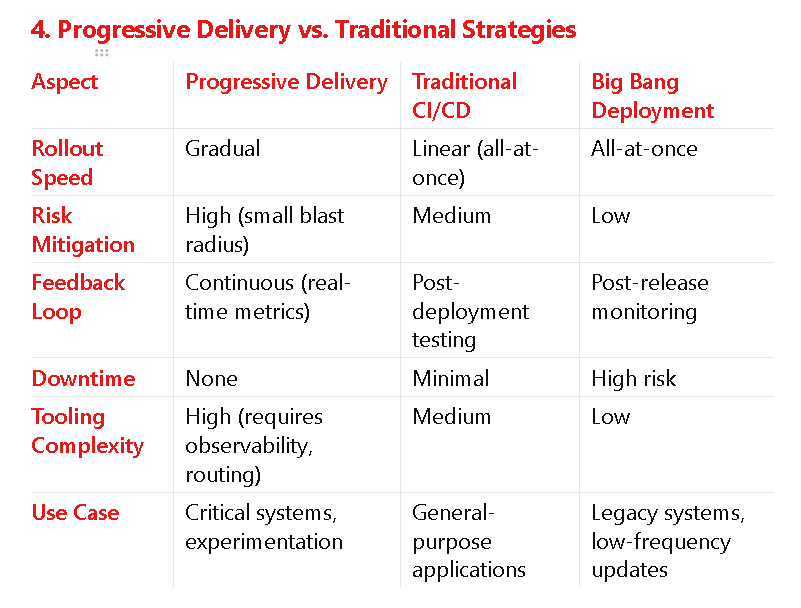 4. Progressive Delivery vs. Traditional Strategies
Aspect
Progressive Delivery
Traditional
CI/CD
Big Bang
Deployment
Rollout
Speed
Gradual
Linear (all-at-
once)
All-at-once
Risk
Mitigation
High (small blast
radius)
Medium
Low
Feedback
Loop
Continuous (real-
time metrics)
Post-
deployment
testing
Post-release
monitoring
Downtime
None
Minimal
High risk
Tooling
Complexity
High (requires
observability,
routing)
Medium
Low
Use Case
Critical systems,
experimentation
General-
purpose
applications
Legacy systems,
low-frequency
updates